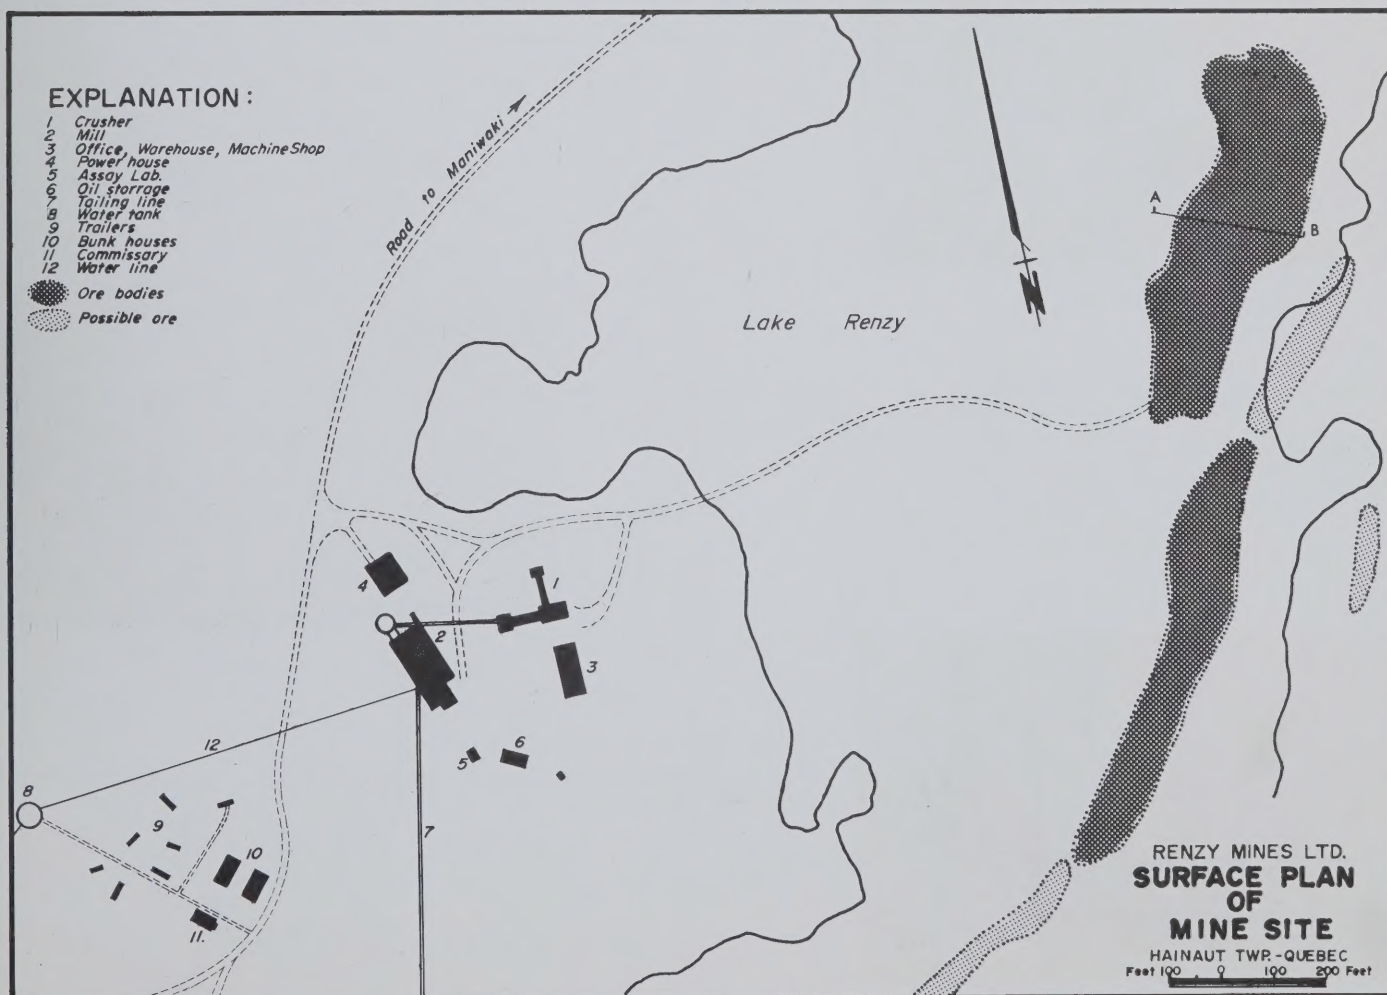 EXPLANATION:
1 Crusher
2 Mill
3 Office, Warehouse, Machine Shop
4 Power house
5 Assay Lab.
6 Oil storrage
7 Tailing line
8 Water tank
9 Trailers
10 Bunk houses
11 Commissary
12 Water line
Ore bodies
Possible ore
Road to Maniwaki
Lake Renzy
N
A
B
1
2
3
4
5
6
7
8
9
10
11.
12
RENZY MINES LTD.
SURFACE PLAN
OF
MINE SITE
HAINAUT TWP.-QUEBEC
Feet 100 0 100 200 Feet